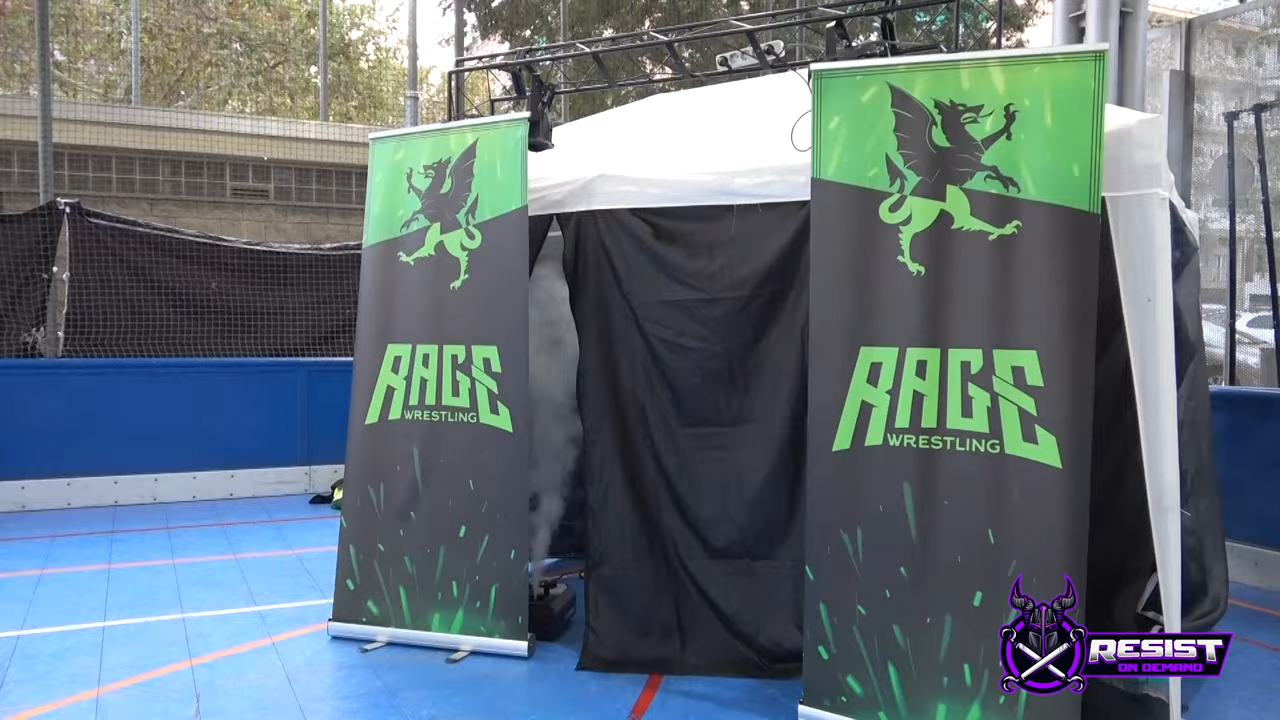 RAGE
WRESTLING
RAGE
WRESTLING
RESIST
ON DEMAND